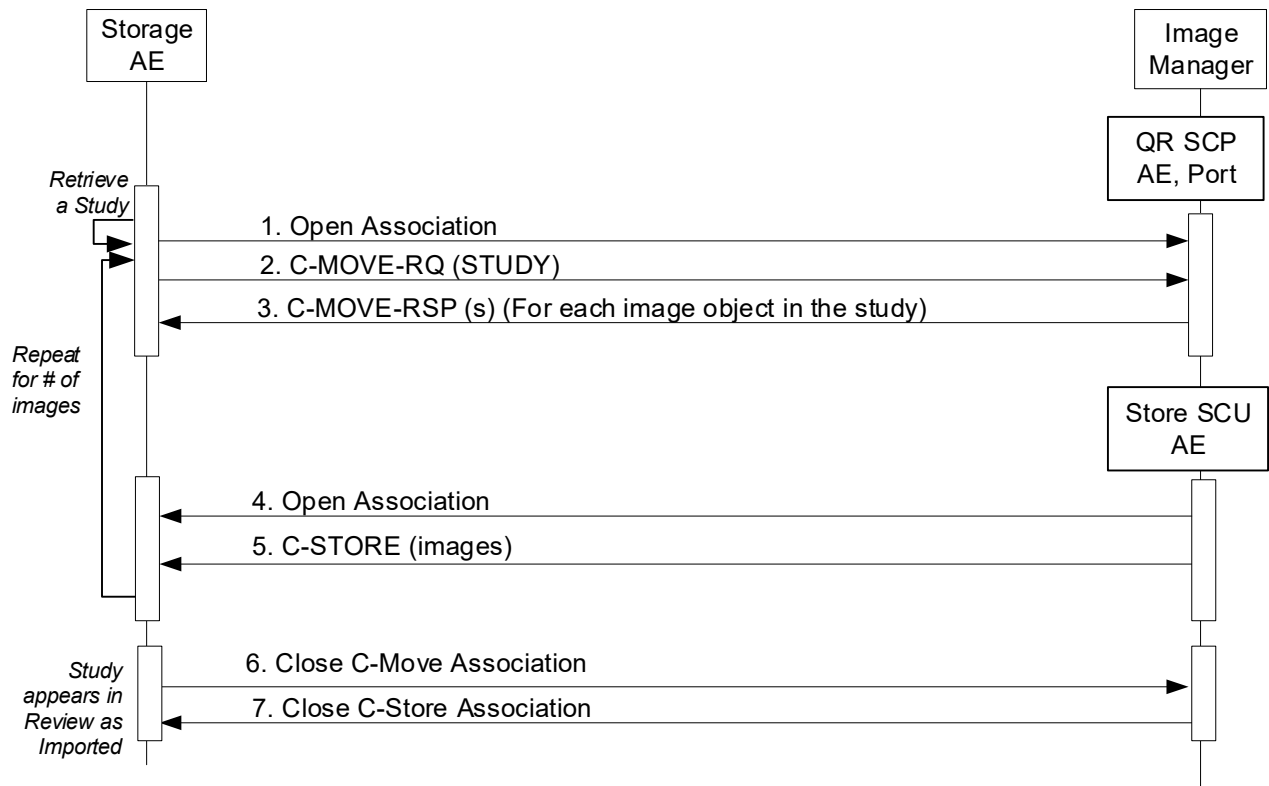 Storage
AE
Image
Manager
QR SCP
AE, Port
Retrieve
a Study
1. Open Association
2. C-MOVE-RQ (STUDY)
3. C-MOVE-RSP (s) (For each image object in the study)
Repeat
for # of
images
Store SCU
AE
4. Open Association
5. C-STORE (images)
Study
appears in
Review as
Imported
6. Close C-Move Association
7. Close C-Store Association